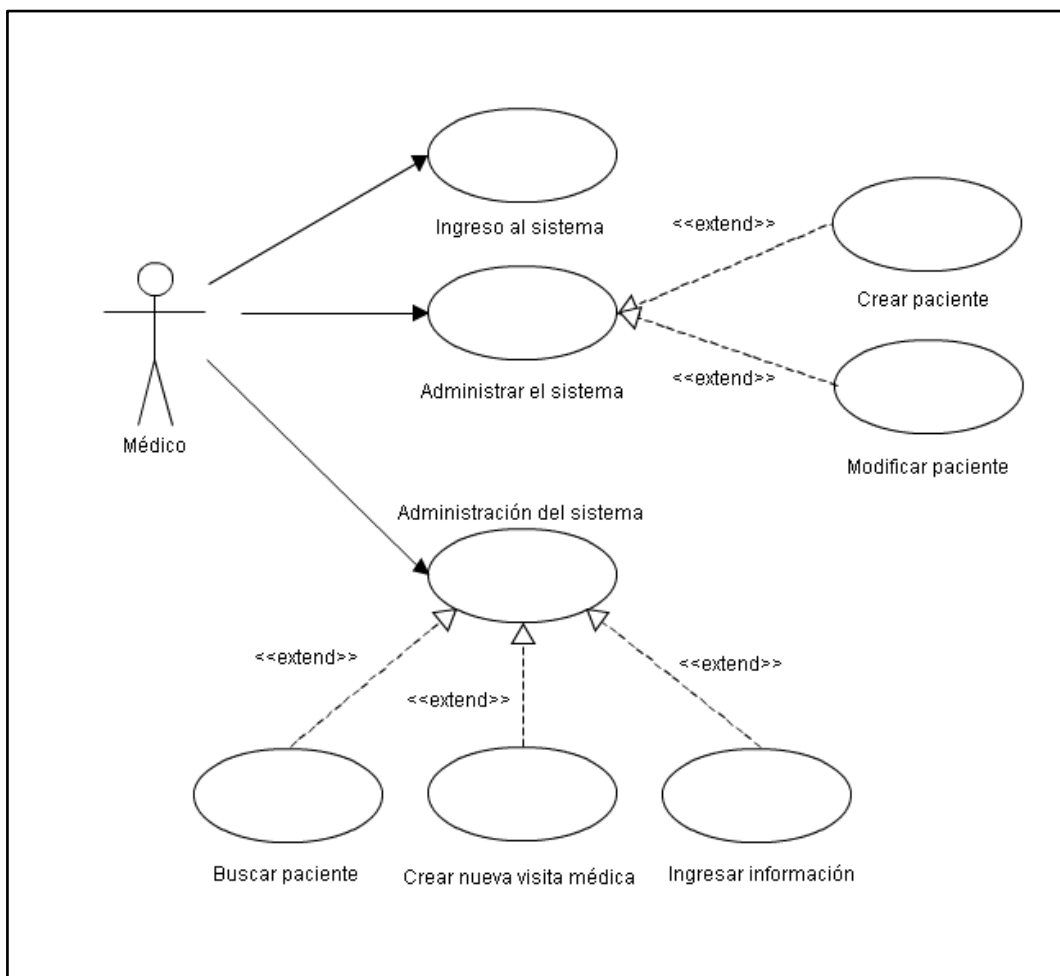 Ingreso al sistema
<<extend>>
Crear paciente
Administrar el sistema
<<extend>>
Médico
Modificar paciente
Administración del sistema
<<extend>>
<<extend>>
<<extend>>
Buscar paciente
Crear nueva visita médica
Ingresar información